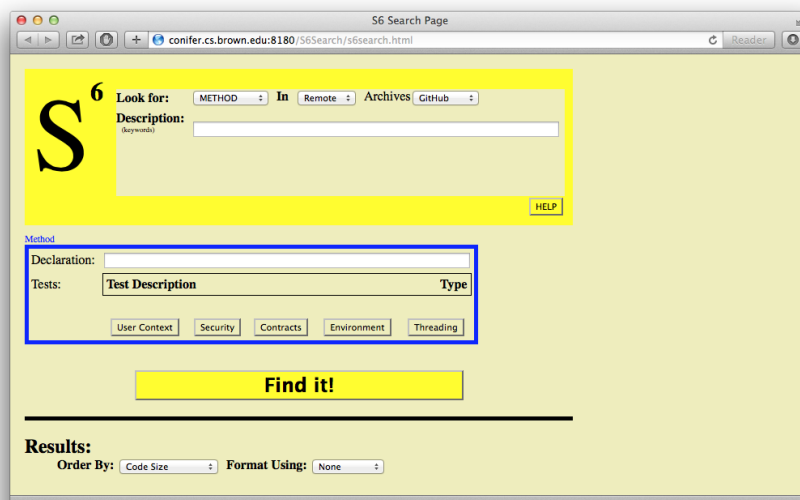 S6 Search Page
conifer.cs.brown.edu:8180/S6Search/s6search.html
Reader
S6
Look for: METHOD In Remote Archives GitHub
Description:
(keywords)
HELP
Method
Declaration:
Tests: Test Description Type
User Context Security Contracts Environment Threading
Find it!
Results:
Order By: Code Size Format Using: None